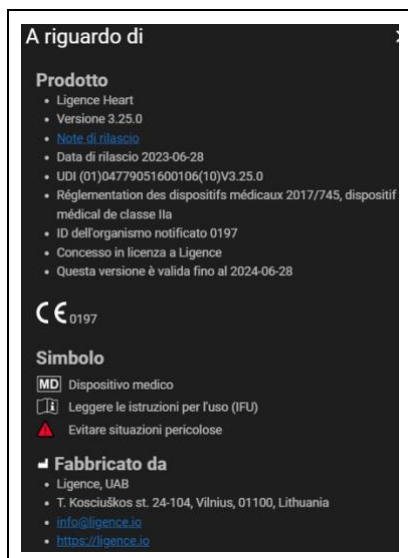 A riguardo di
Prodotto
Ligence Heart
Versione 3.25.0
Note di rilascio
Data di rilascio 2023-06-28
UDI (01)04779051600106(10)V3.25.0
Réglementation des dispositifs médicaux 2017/745, dispositif
médical de classe IIa
ID dell'organismo notificato 0197
Concesso in licenza a Ligence
Questa versione è valida fino al 2024-06-28
CE 0197
Simbolo
MD Dispositivo medico
Leggere le istruzioni per l'uso (IFU)
Evitare situazioni pericolose
Fabbricato da
Ligence, UAB
T. Kosciuškos st. 24-104, Vilnius, 01100, Lithuania
info@ligence.io
https://ligence.io